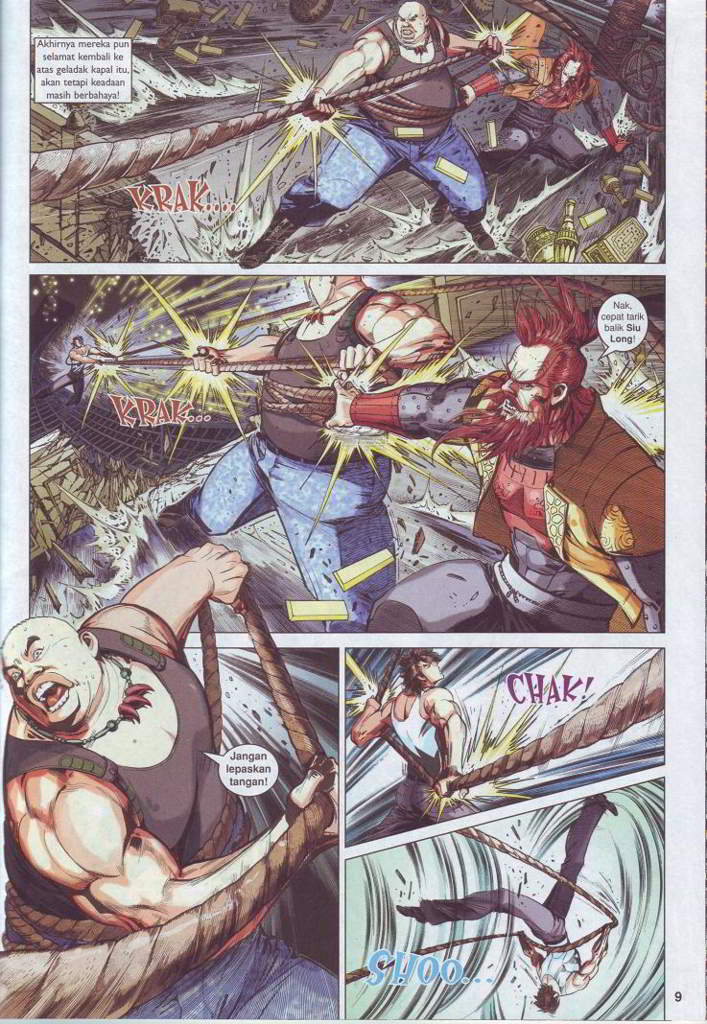 Akhirnya mereka pun
selamat kembali ke
atas geladak kapal itu,
akan tetapi keadaan
masih berbahaya!
KRAK....
Nak,
cepat tarik
balik Siu
Long!
KRAK...
Jangan
lepaskan
tangan!
CHAK!
SHOO...
9